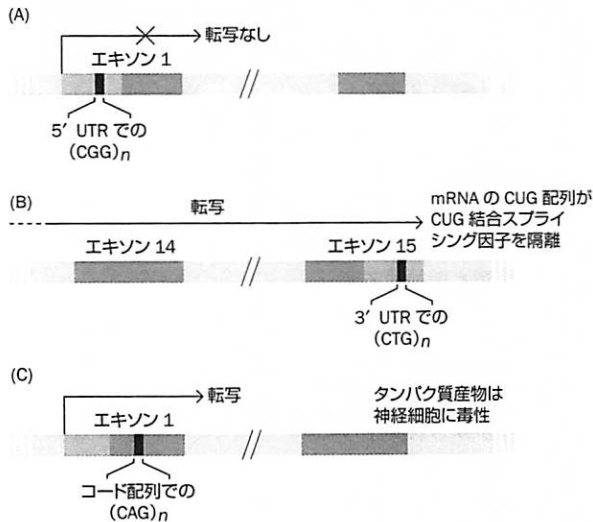 (A)
転写なし
エキソン 1
5′ UTR での
(CGG)n
(B)
転写
mRNA の CUG 配列が
CUG 結合スプライ
シング因子を隔離
エキソン 14
エキソン 15
3′ UTR での
(CTG)n
(C)
転写
エキソン 1
タンパク質産物は
神経細胞に毒性
コード配列での
(CAG)n